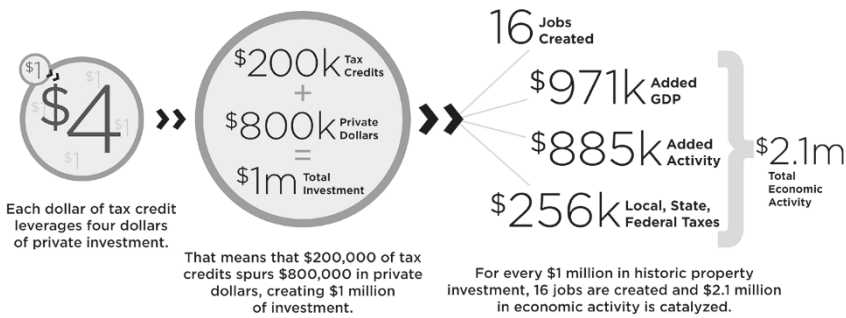 $1
$1
$1
$4
$1
$1
Each dollar of tax credit
leverages four dollars
of private investment.
$200k Tax Credits
+
$800k Private Dollars
=
$1m Total Investment
That means that $200,000 of tax
credits spurs $800,000 in private
dollars, creating $1 million
of investment.
16 Jobs Created
$971k Added GDP
$885k Added Activity
$256k Local, State, Federal Taxes
$2.1m
Total
Economic
Activity
For every $1 million in historic property
investment, 16 jobs are created and $2.1 million
in economic activity is catalyzed.